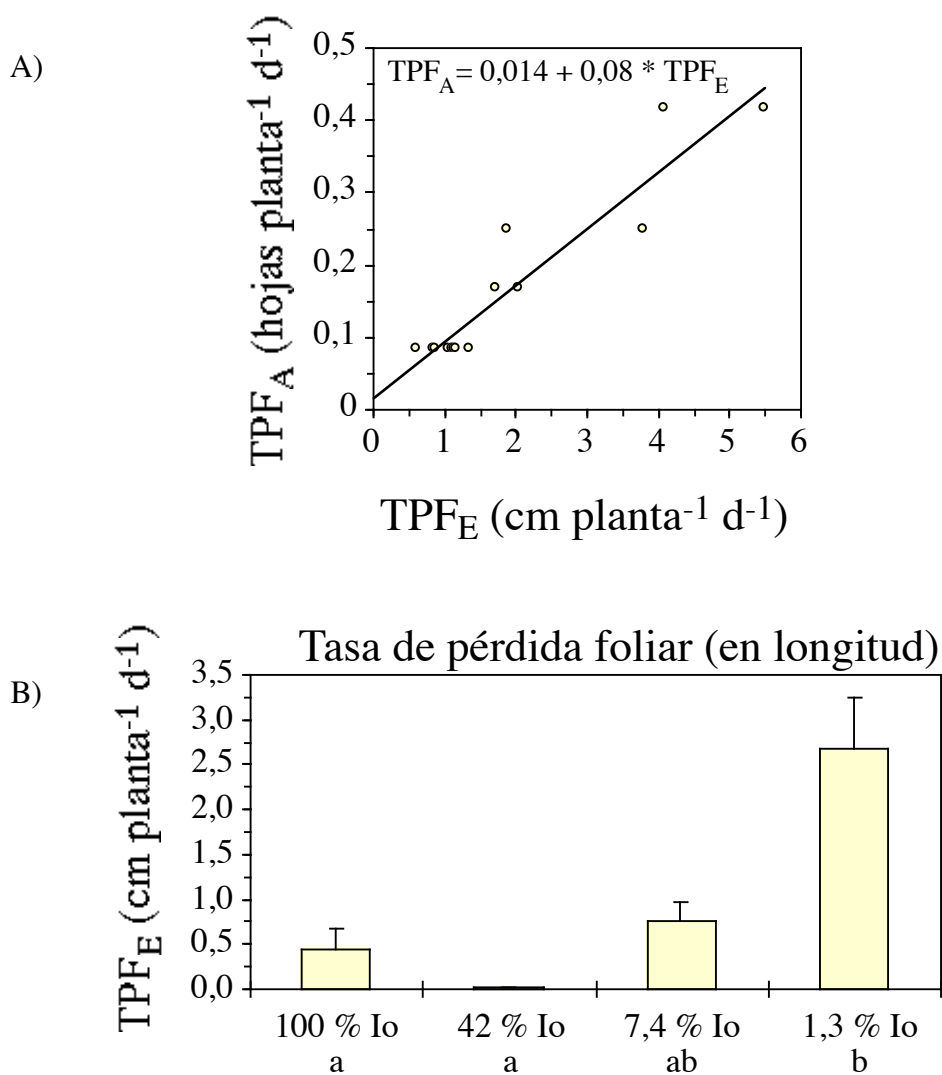 A)
TPF_A (hojas planta^-1 d^-1)
0,5
0,4
0,3
0,2
0,1
0
TPF_A = 0,014 + 0,08 * TPF_E
0 1 2 3 4 5 6
TPF_E (cm planta^-1 d^-1)
B)
Tasa de pérdida foliar (en longitud)
TPF_E (cm planta^-1 d^-1)
3,5
3,0
2,5
2,0
1,5
1,0
0,5
0,0
100 % Io 42 % Io 7,4 % Io 1,3 % Io
a a ab b